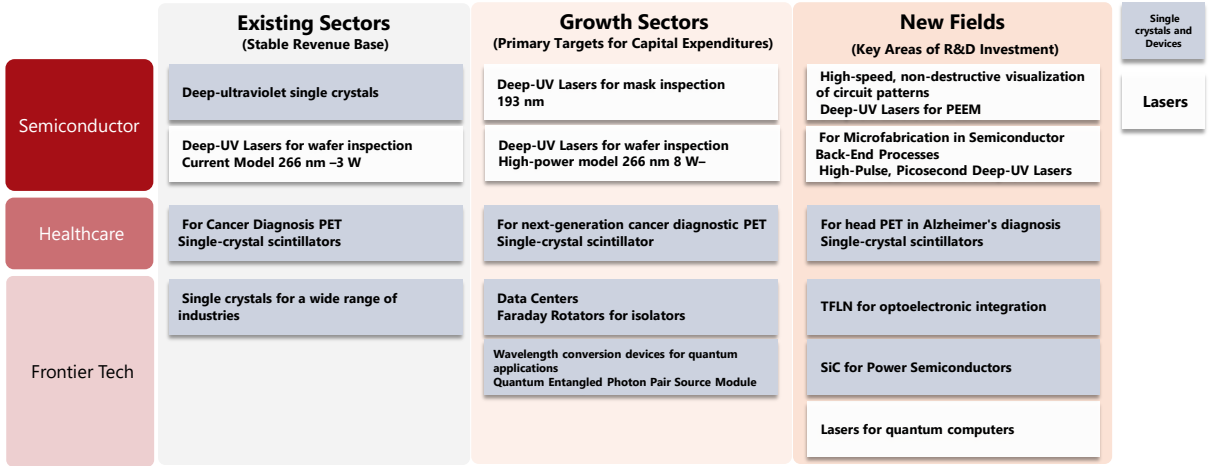 Existing Sectors
(Stable Revenue Base)
Growth Sectors
(Primary Targets for Capital Expenditures)
New Fields
(Key Areas of R&D Investment)
Single
crystals and
Devices
Lasers
Semiconductor
Deep-ultraviolet single crystals
Deep-UV Lasers for mask inspection
193 nm
High-speed, non-destructive visualization
of circuit patterns
Deep-UV Lasers for PEEM
Deep-UV Lasers for wafer inspection
Current Model 266 nm –3 W
Deep-UV Lasers for wafer inspection
High-power model 266 nm 8 W–
For Microfabrication in Semiconductor
Back-End Processes
High-Pulse, Picosecond Deep-UV Lasers
Healthcare
For Cancer Diagnosis PET
Single-crystal scintillators
For next-generation cancer diagnostic PET
Single-crystal scintillator
For head PET in Alzheimer's diagnosis
Single-crystal scintillators
Frontier Tech
Single crystals for a wide range of
industries
Data Centers
Faraday Rotators for isolators
TFLN for optoelectronic integration
Wavelength conversion devices for quantum
applications
Quantum Entangled Photon Pair Source Module
SiC for Power Semiconductors
Lasers for quantum computers